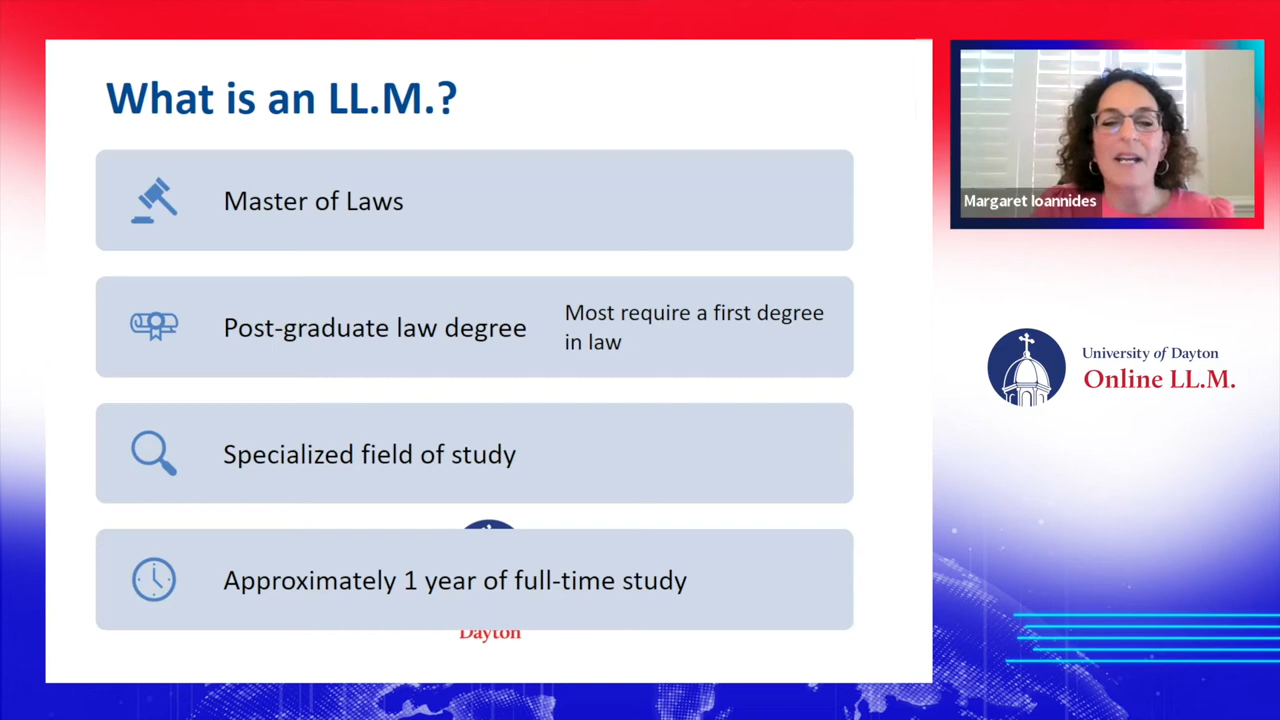 What is an LL.M.?
Master of Laws
Post-graduate law degree
Most require a first degree
in law
Specialized field of study
Approximately 1 year of full-time study
Dayton
Margaret Ioannides
University of Dayton
Online LL.M.